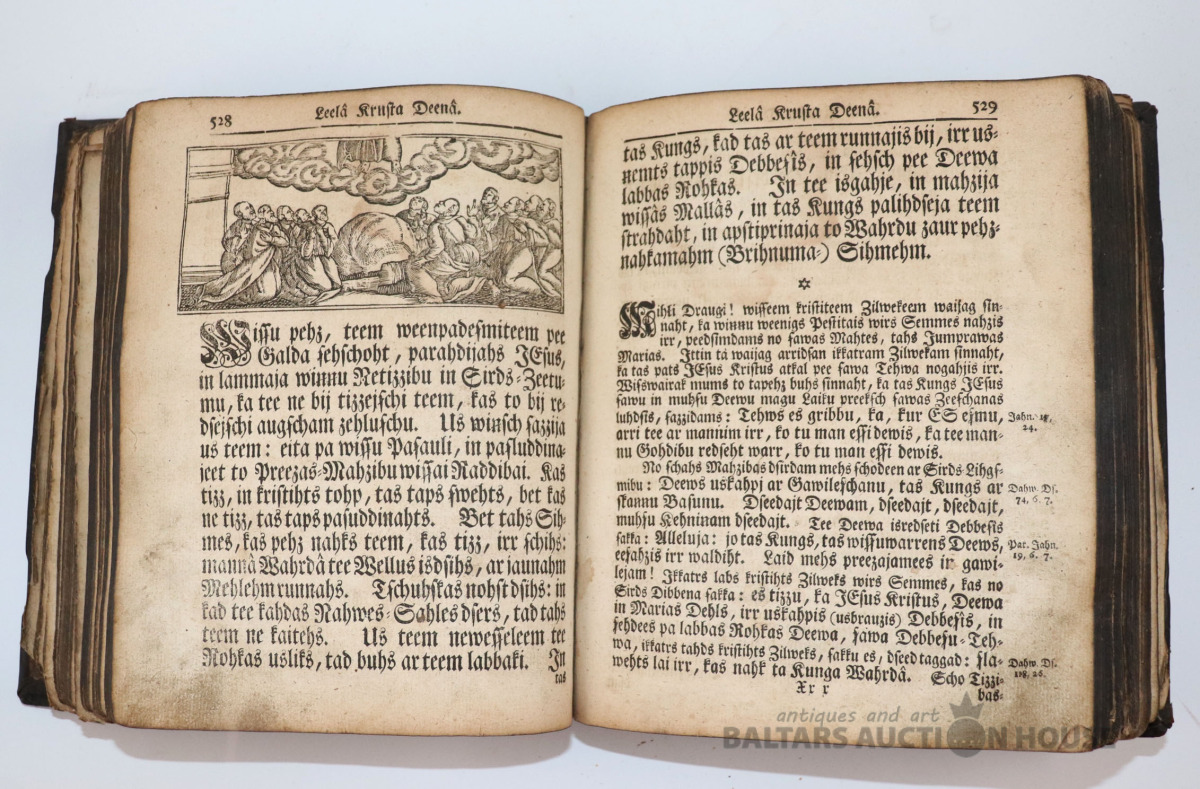 528
Leelâ Krusta Deenâ.
Wissu pehz, teem weenpadesmiteem pee
Galda sehschoht, parahdijahs JEsus,
in lammaja winnu Netizzibu in Sirds-Zeetu-
mu, ka tee ne bij tizzejschi teem, kas to bij re-
dsejschi augscham zehluschu. Us winsch sazzija
us teem: eita pa wissu Pasauli, in pasluddina-
jeet to Preezas-Mahzibu wissai Raddibai. Kas
tizz, in kristihts tohp, tas taps swehts, bet kas
ne tizz, tas taps pasuddinahts. Bet tahs Sih-
mes, kas pehz nahks teem, kas tizz, irr schihs:
mannâ Wahrdâ tee Wellus isdsihs, ar jaunahm
Mehlehm runnahs. Tschuhskas nohst dsihs: in
kad tee kahdas Nahwes-Sahles dsers, tad tahs
teem ne kaitehs. Us teem newesseleem tee
Rohkas usliks, tad buhs ar teem labbaki. In
tas
Leelâ Krusta Deenâ.
529
tas Kungs, kad tas ar teem runnajis bij, irr us-
nemts tappis Debbesîs, in sehsch pee Deewa
labbas Rohkas. In tee isgahje, in mahzija
wissâs Mallâs, in tas Kungs palihdseja teem
strahdaht, in apstiprinaja to Wahrdu zaur pehz-
nahkamahm (Brihnuma-) Sihmehm.
✡
Mihli Draugi! wisseem kristiteem Zilwekeem waijag sin-
naht, ka winnu weenigs Pestitais wirs Semmes nahzis
irr, peedsimdams no sawas Mahtes, tahs Jumprawas
Marias. Ittin tà waijag arridsan ikkatram Zilwekam sinnaht,
ka tas pats JEsus Kristus atkal pee sawa Tehwa nogahjis irr.
Wisswairak mums to tapehz buhs sinnaht, ka tas Kungs JEsus
sawu in muhsu Deewu magu Laiku preeksch sawas Zeeschanas
luhdsis, sazzidams: Tehws es gribbu, ka, kur ES esmu,
arri tee ar mannim irr, ko tu man essi dewis, ka tee man-
nu Gohdibu redseht warr, ko tu man essi dewis.
Jahn. 18,
24.
No schahs Mahzibas dsirdam mehs schodeen ar Sirds-Lihgs-
mibu: Deews uskahpj ar Gawileschanu, tas Kungs ar
skannu Basunu. Dseedajt Deewam, dseedajt, dseedajt,
muhsu Kehninam dseedajt. Tee Deewa isredseti Debbesîs
sakka: Alleluja: jo tas Kungs, tas wissuwarrens Deews,
eesahzis irr waldiht. Laid mehs preezajamees ir gawi-
lejam! Ikkatrs labs kristihts Zilweks wirs Semmes, kas no
Sirds Dibbena sakka: es tizzu, ka JEsus Kristus, Deewa
in Marias Dehls, irr uskahpis (usbrauzis) Debbesîs, in
sehdees pa labbas Rohkas Deewa, sawa Debbesu-Teh-
wa, ikkatrs tahds kristihts Zilweks, sakku es, dseed taggad: sla-
wehts lai irr, kas nahk ta Kunga Wahrdâ. Scho Tizzi-
Dahw. Ds.
74, 6. 7.
Par. Jahn.
19, 6. 7.
Dahw. Ds.
118, 26.
Xx x
bas-
antiques and art
BALTARS AUCTION HOUSE